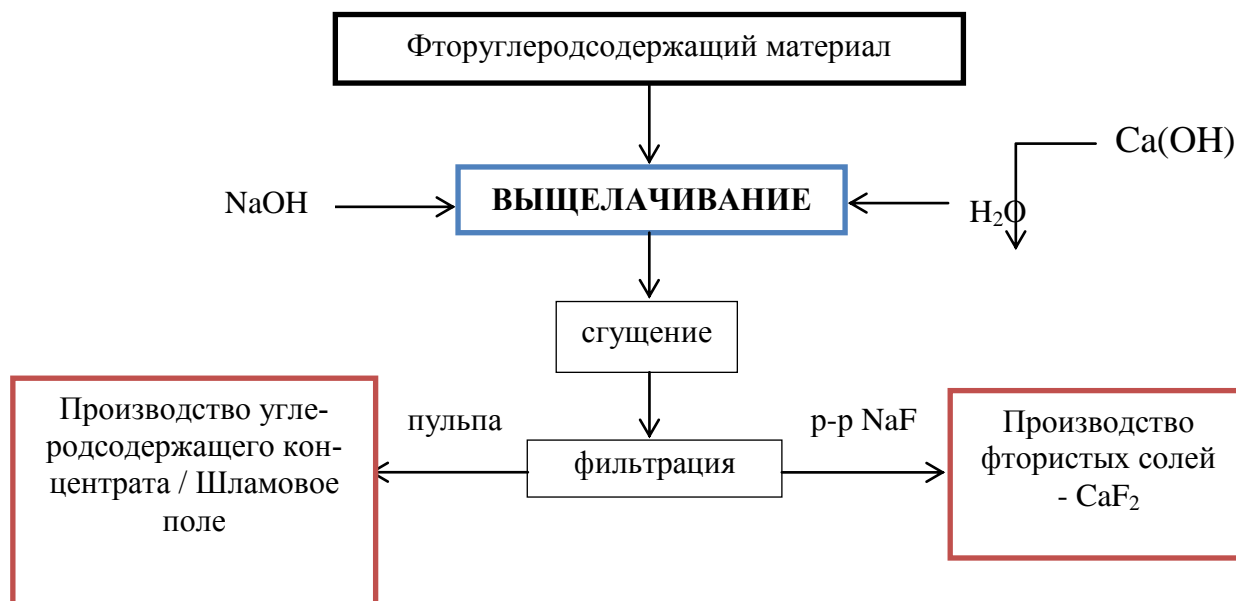 Фторуглеродсодержащий материал
Ca(OH)
NaOH
ВЫЩЕЛАЧИВАНИЕ
H₂O
сгущение
Производство угле-
родсодержащего кон-
центрата / Шламовое
поле
пульпа
фильтрация
р-р NaF
Производство
фтористых солей
- CaF₂